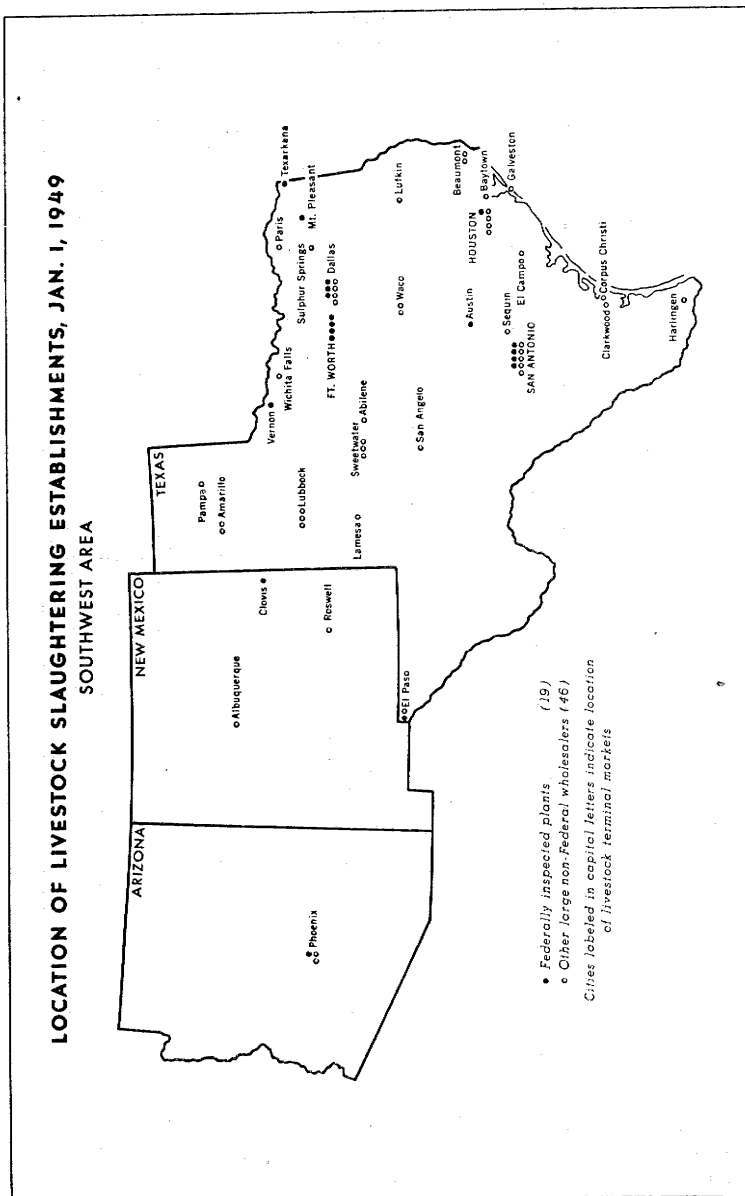 LOCATION OF LIVESTOCK SLAUGHTERING ESTABLISHMENTS, JAN. 1, 1949
SOUTHWEST AREA
ARIZONA
NEW MEXICO
TEXAS
Phoenix
Albuquerque
Clovis
Roswell
El Paso
Pampa
Amarillo
Lubbock
Lamesa
Vernon
Wichita Falls
Sweetwater
Abilene
San Angelo
Paris
Texarkana
Sulphur Springs
Mt. Pleasant
FT. WORTH
Dallas
Waco
Lufkin
Austin
Beaumont
HOUSTON
Baytown
Galveston
Sequin
El Campo
SAN ANTONIO
Clarkwood
Corpus Christi
Harlingen
Federally inspected plants (19)
Other large non-Federal wholesalers (46)
Cities labeled in capital letters indicate location
of livestock terminal markets